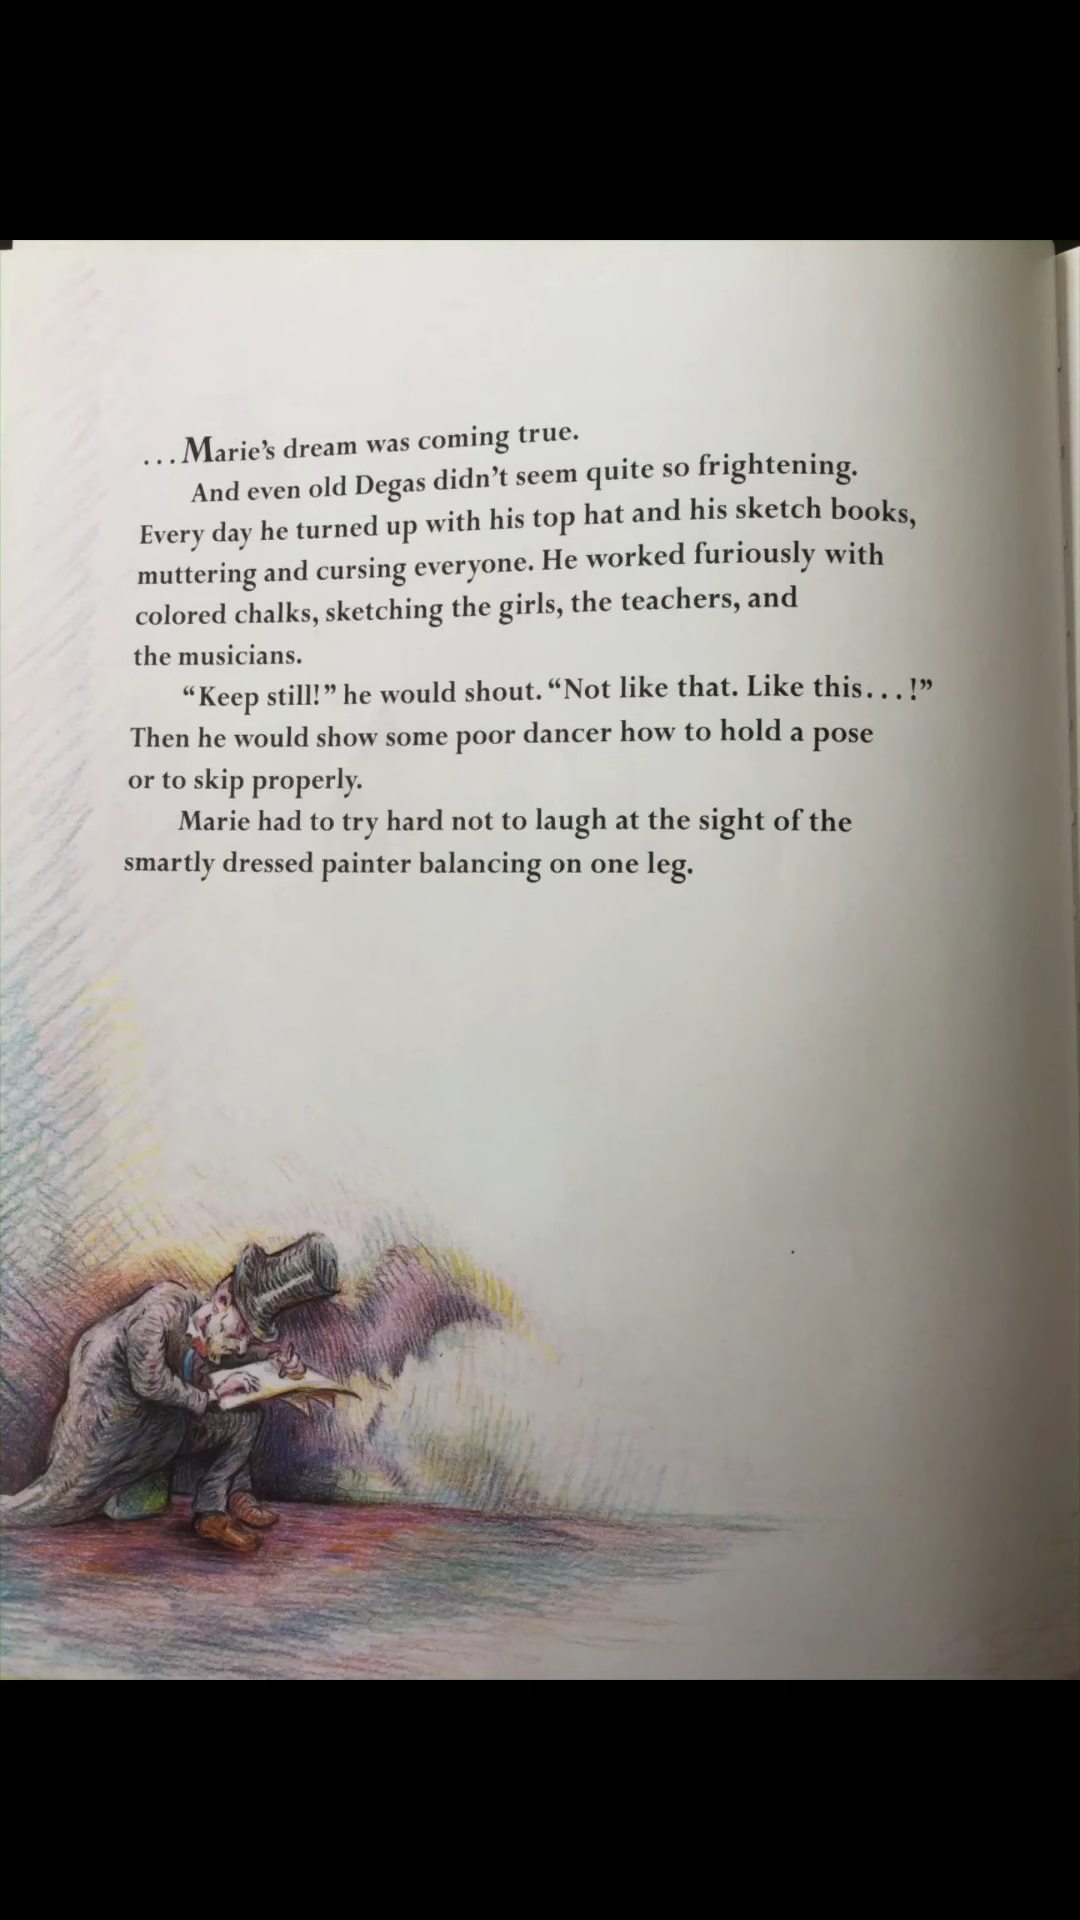 ...Marie's dream was coming true.
And even old Degas didn't seem quite so frightening.
Every day he turned up with his top hat and his sketch books,
muttering and cursing everyone. He worked furiously with
colored chalks, sketching the girls, the teachers, and
the musicians.
“Keep still!” he would shout. “Not like that. Like this...!”
Then he would show some poor dancer how to hold a pose
or to skip properly.
Marie had to try hard not to laugh at the sight of the
smartly dressed painter balancing on one leg.